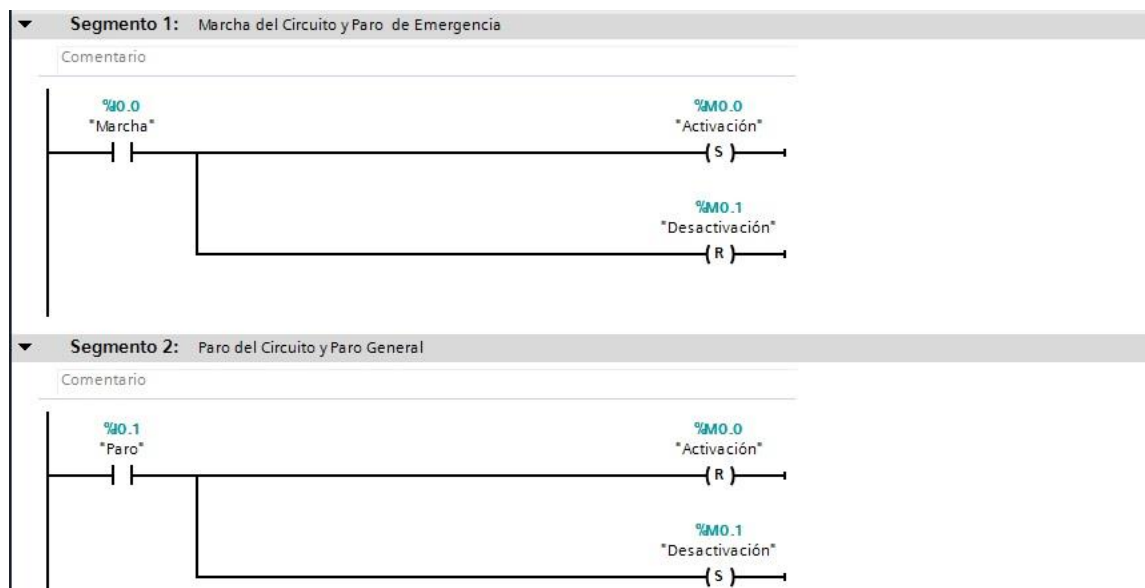 Segmento 1: Marcha del Circuito y Paro de Emergencia
Comentario
%I0.0
"Marcha"
%M0.0
"Activación"
( S )
%M0.1
"Desactivación"
( R )
Segmento 2: Paro del Circuito y Paro General
Comentario
%I0.1
"Paro"
%M0.0
"Activación"
( R )
%M0.1
"Desactivación"
( S )